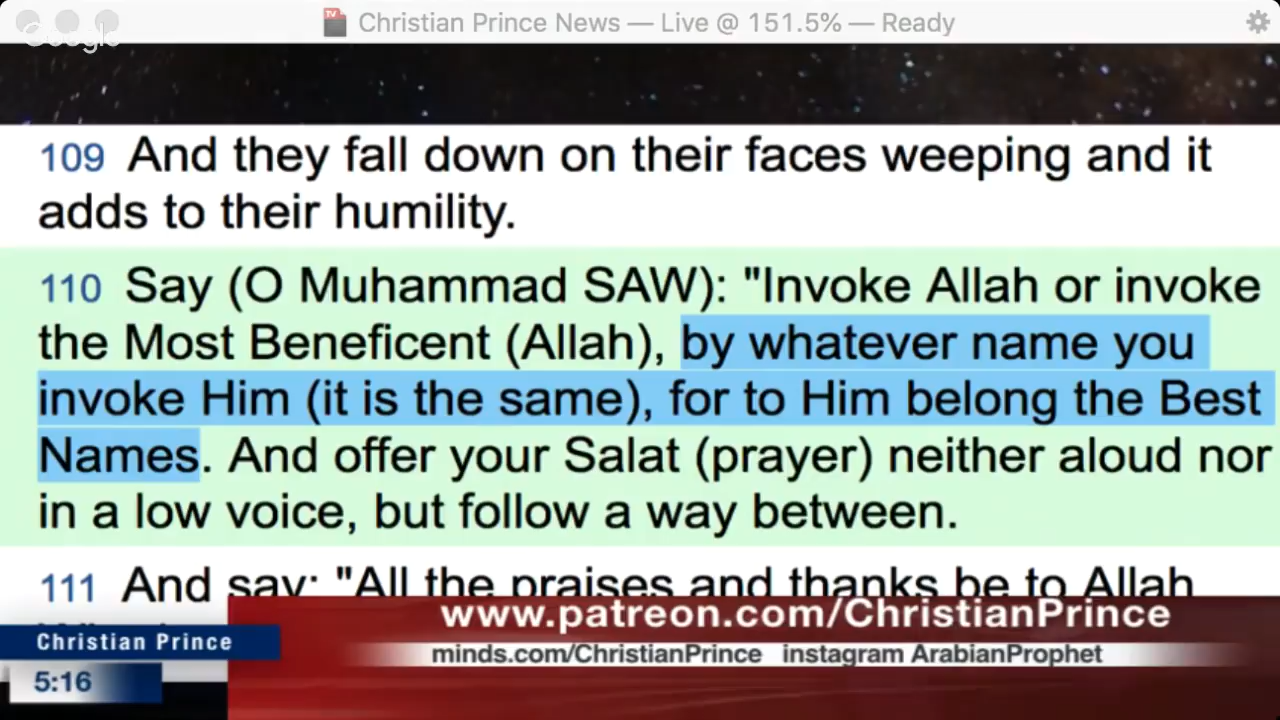 Christian Prince News — Live @ 151.5% — Ready
Google
109 And they fall down on their faces weeping and it
adds to their humility.
110 Say (O Muhammad SAW): "Invoke Allah or invoke
the Most Beneficent (Allah), by whatever name you
invoke Him (it is the same), for to Him belong the Best
Names. And offer your Salat (prayer) neither aloud nor
in a low voice, but follow a way between.
111 And say: "All the praises and thanks be to Allah
www.patreon.com/ChristianPrince
Christian Prince
minds.com/ChristianPrince instagram ArabianProphet
5:16